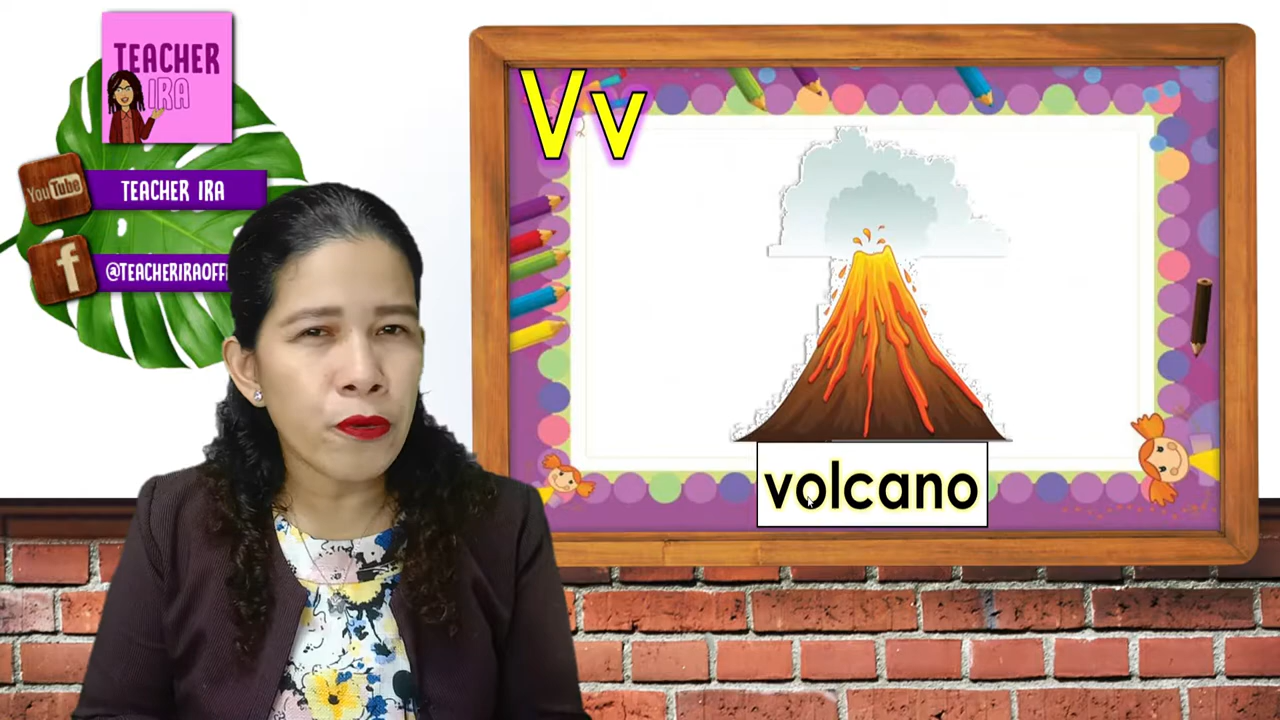 TEACHER
IRA
YouTube
TEACHER IRA
f
@TEACHERIRAOFF
Vv
volcano